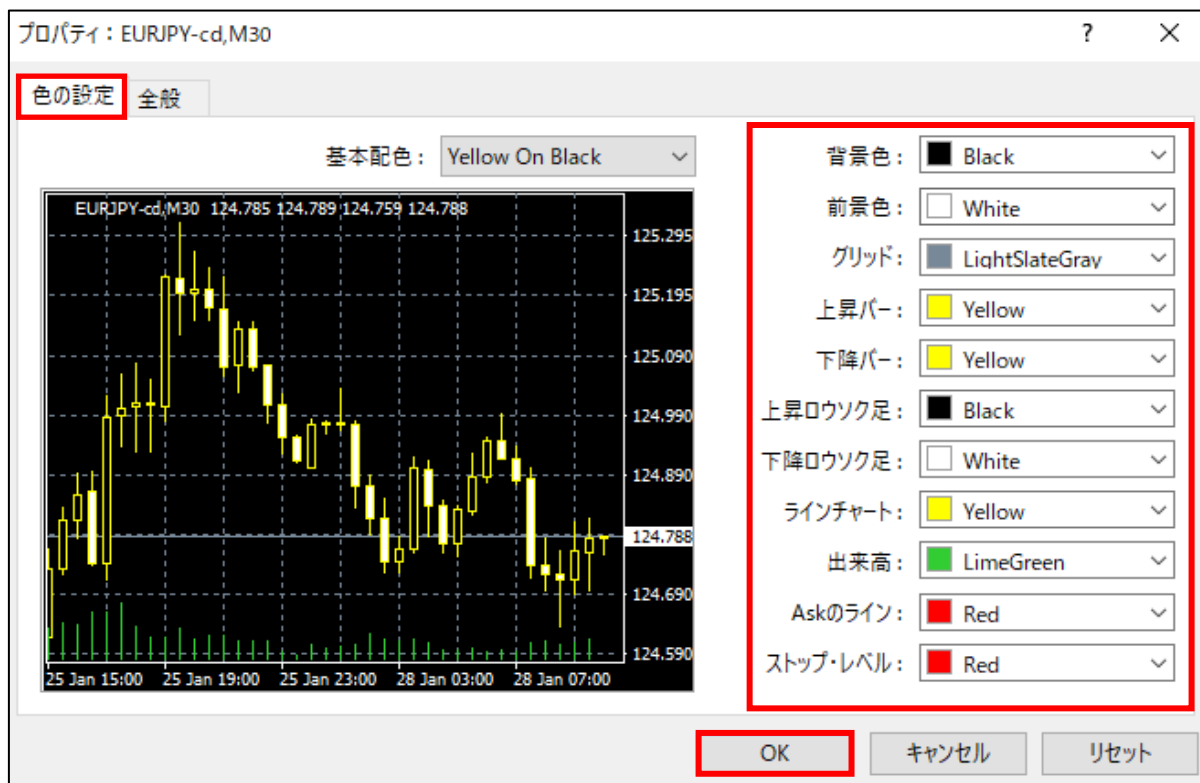 プロパティ：EURJPY-cd,M30
?
色の設定 全般
基本配色： Yellow On Black
EURJPY-cd,M30 124.785 124.789 124.759 124.788
125.295
125.195
125.090
124.990
124.890
124.788
124.690
124.590
25 Jan 15:00 25 Jan 19:00 25 Jan 23:00 28 Jan 03:00 28 Jan 07:00
背景色： Black
前景色： White
グリッド： LightSlateGray
上昇バー： Yellow
下降バー： Yellow
上昇ロウソク足： Black
下降ロウソク足： White
ラインチャート： Yellow
出来高： LimeGreen
Askのライン： Red
ストップ・レベル： Red
OK キャンセル リセット